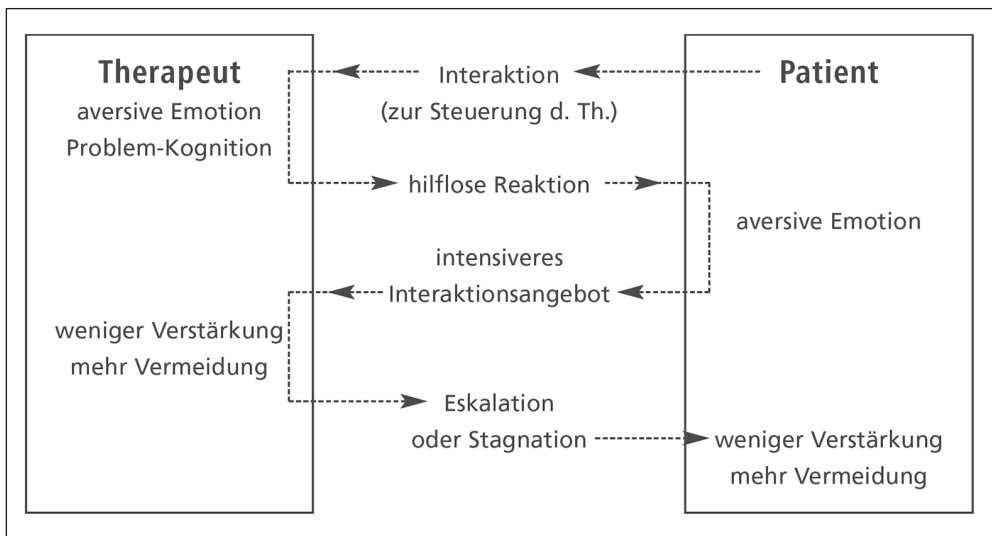 Therapeut
aversive Emotion
Problem-Kognition
Interaktion
(zur Steuerung d. Th.)
Patient
hilflose Reaktion
aversive Emotion
intensiveres
Interaktionsangebot
weniger Verstärkung
mehr Vermeidung
Eskalation
oder Stagnation
weniger Verstärkung
mehr Vermeidung